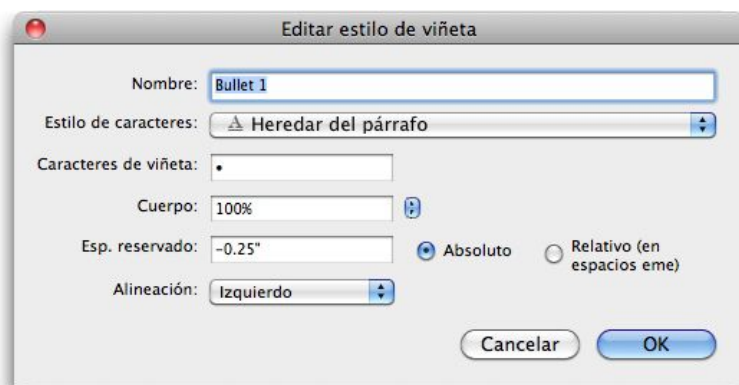 Editar estilo de viñeta
Nombre: Bullet 1
Estilo de caracteres: A Heredar del párrafo
Caracteres de viñeta: •
Cuerpo: 100%
Esp. reservado: -0.25" Absoluto Relativo (en
espacios eme)
Alineación: Izquierdo
Cancelar OK